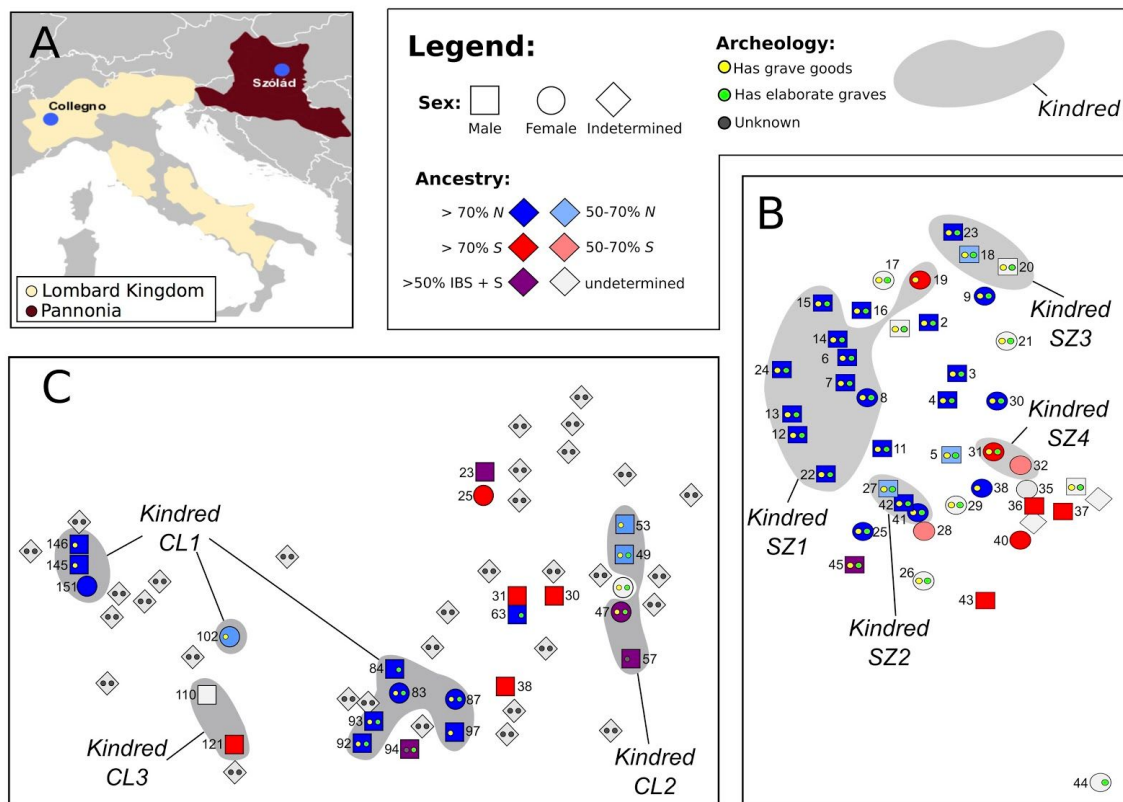 A
Collegno
Szólád
Lombard Kingdom
Pannonia
Legend:
Sex:
Male
Female
Indetermined
Ancestry:
> 70% N
50-70% N
> 70% S
50-70% S
>50% IBS + S
undetermined
Archeology:
Has grave goods
Has elaborate graves
Unknown
Kindred
B
23
18
20
17
19
9
Kindred
SZ3
15
16
2
14
21
6
24
7
3
8
4
30
13
12
Kindred
SZ4
11
5
31
32
22
27
38
35
42
29
36
37
41
Kindred
SZ1
25
28
40
45
26
43
Kindred
SZ2
44
C
23
25
Kindred
CL1
53
146
49
145
151
31
30
47
63
102
57
84
110
83
87
38
93
121
92
94
97
Kindred
CL3
Kindred
CL2